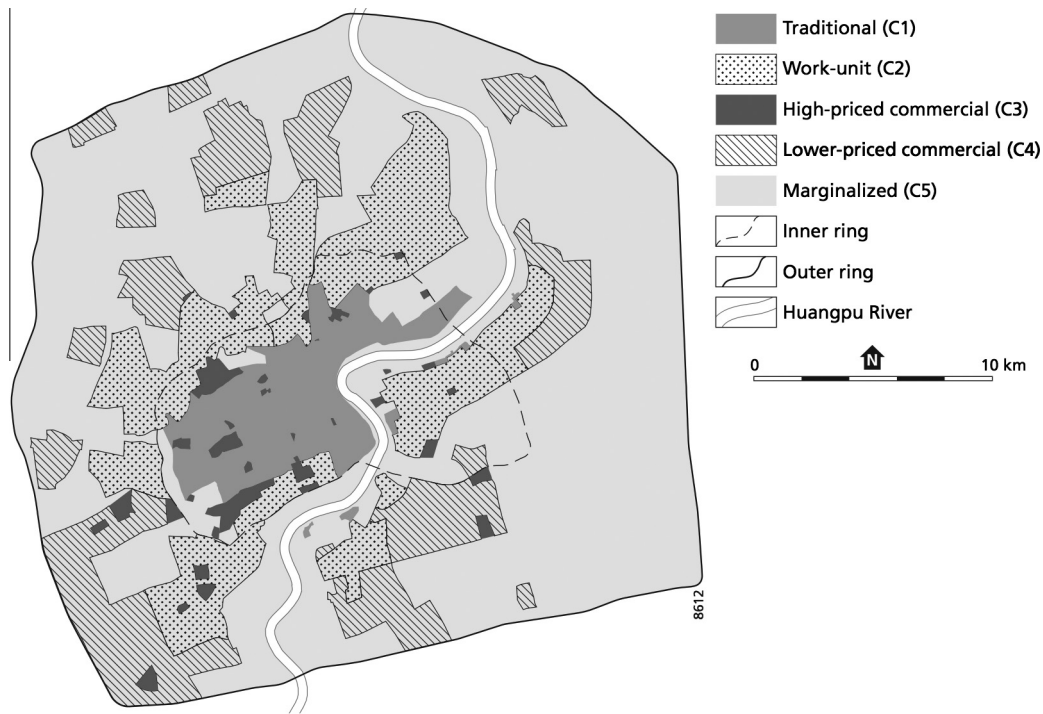 Traditional (C1)
Work-unit (C2)
High-priced commercial (C3)
Lower-priced commercial (C4)
Marginalized (C5)
Inner ring
Outer ring
Huangpu River
N
0 10 km
8612